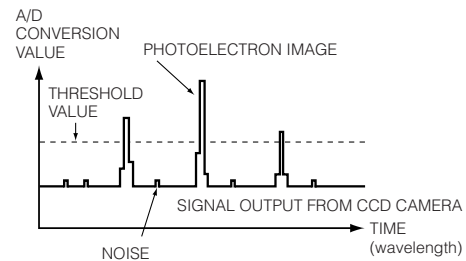 A/D
CONVERSION
VALUE
PHOTOELECTRON IMAGE
THRESHOLD
VALUE
SIGNAL OUTPUT FROM CCD CAMERA
TIME
(wavelength)
NOISE